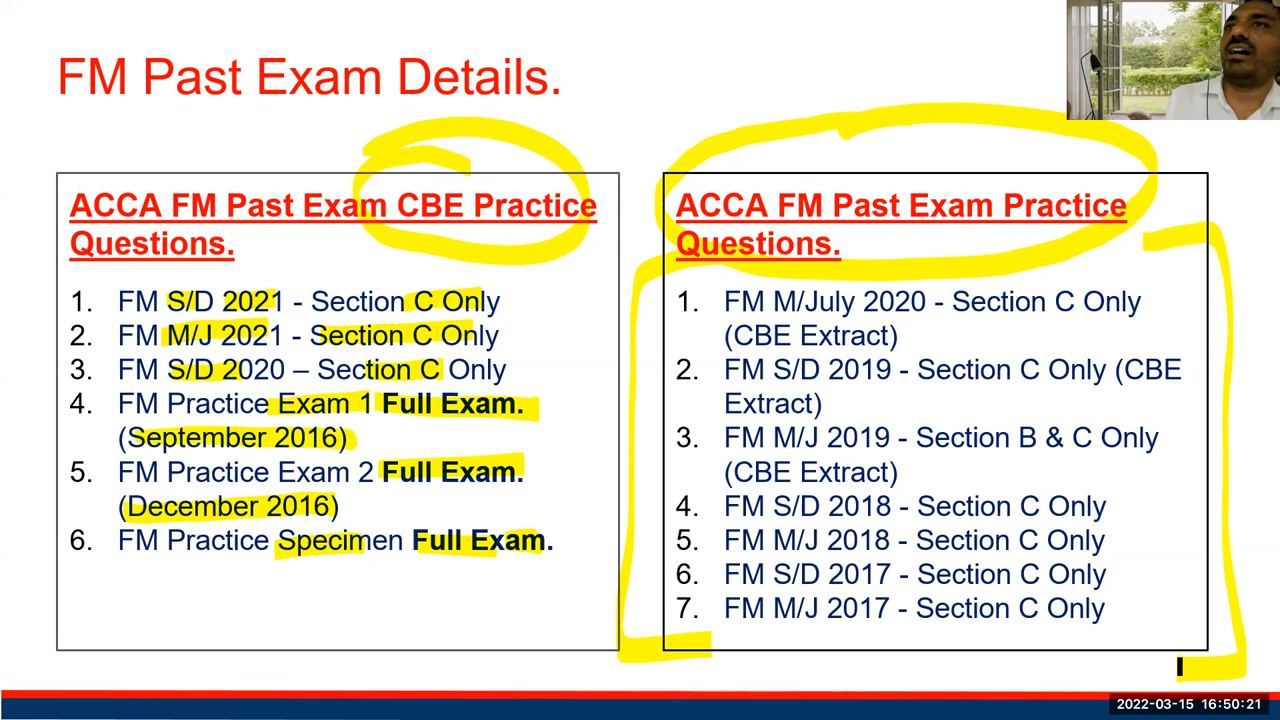 FM Past Exam Details.
ACCA FM Past Exam CBE Practice
Questions.
1. FM S/D 2021 - Section C Only
2. FM M/J 2021 - Section C Only
3. FM S/D 2020 – Section C Only
4. FM Practice Exam 1 Full Exam.
(September 2016)
5. FM Practice Exam 2 Full Exam.
(December 2016)
6. FM Practice Specimen Full Exam.
ACCA FM Past Exam Practice
Questions.
1. FM M/July 2020 - Section C Only
(CBE Extract)
2. FM S/D 2019 - Section C Only (CBE
Extract)
3. FM M/J 2019 - Section B & C Only
(CBE Extract)
4. FM S/D 2018 - Section C Only
5. FM M/J 2018 - Section C Only
6. FM S/D 2017 - Section C Only
7. FM M/J 2017 - Section C Only
2022-03-15 16:50:21